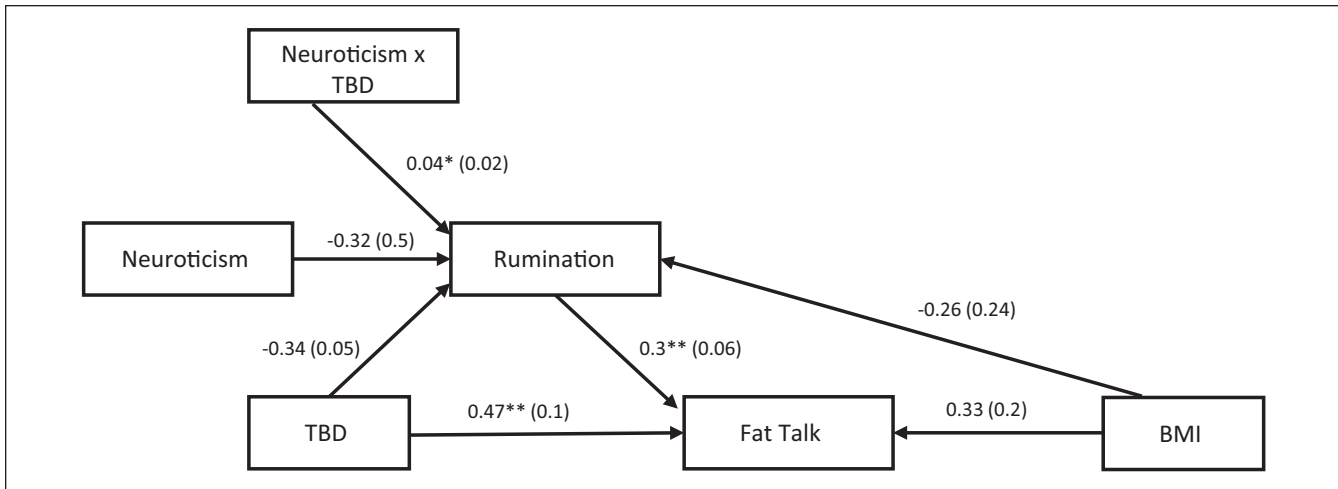 Neuroticism x
TBD
0.04* (0.02)
Neuroticism
-0.32 (0.5)
Rumination
-0.26 (0.24)
-0.34 (0.05)
0.3** (0.06)
TBD
0.47** (0.1)
Fat Talk
0.33 (0.2)
BMI